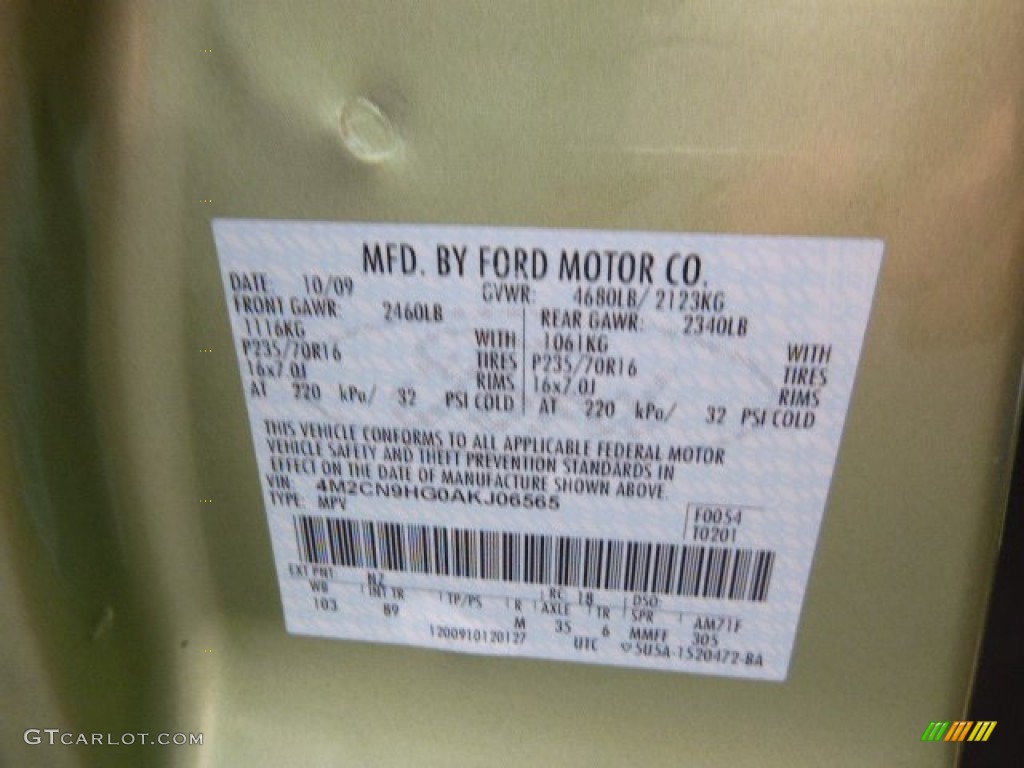 MFD. BY FORD MOTOR CO.
DATE: 10/09 GVWR: 4680LB/ 2123KG
FRONT GAWR: 2460LB REAR GAWR: 2340LB
1116KG WITH 1061KG WITH
P235/70R16 TIRES P235/70R16 TIRES
16x7.0J RIMS 16x7.0J RIMS
AT 220 kPa/ 32 PSI COLD AT 220 kPa/ 32 PSI COLD
THIS VEHICLE CONFORMS TO ALL APPLICABLE FEDERAL MOTOR
VEHICLE SAFETY AND THEFT PREVENTION STANDARDS IN
EFFECT ON THE DATE OF MANUFACTURE SHOWN ABOVE.
VIN: 4M2CN9HG0AKJ06565
TYPE: MPV
F0054
T0201
EXT PNT NZ RC: 18 DSO:
WB INT TR TP/PS R AXLE TR SPR AM71F
103 89 M 35 6 MMFF 305
1200910120127 UTC 5U5A-1520472-BA
GTCARLOT.COM